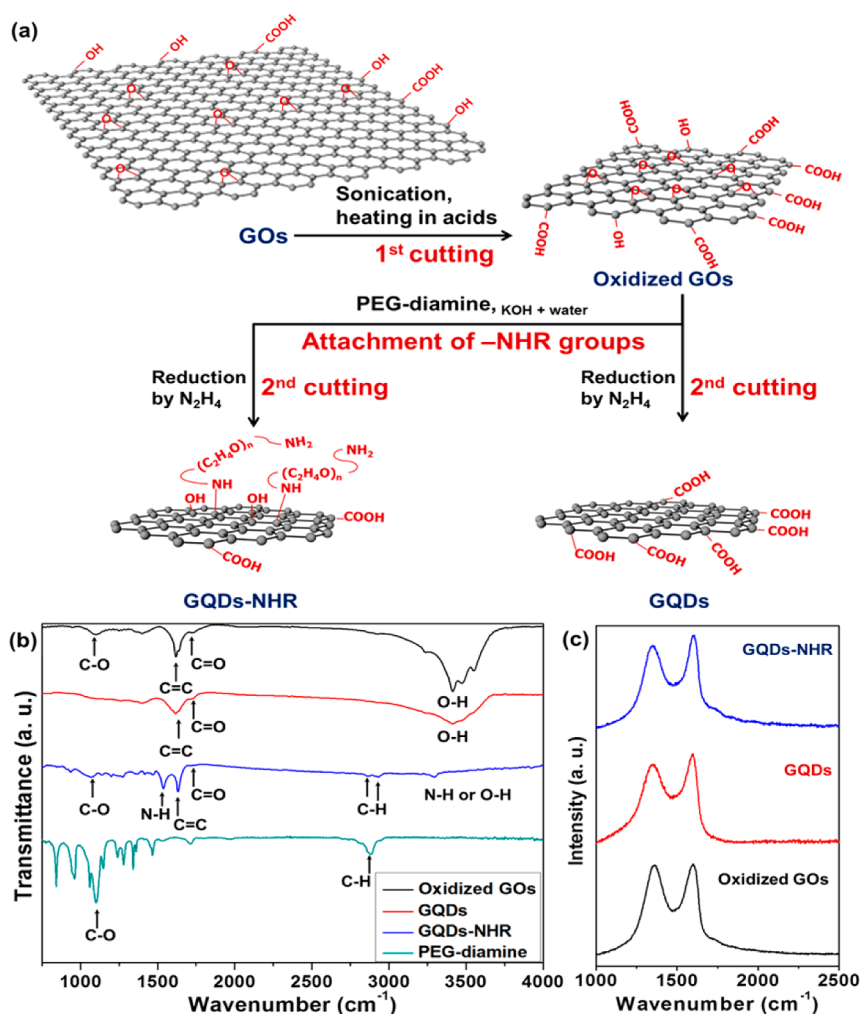 (a)
OH
OH
COOH
O
OH
COOH
OH
O
O
O
O
O
O
O
Sonication,
heating in acids
GOs
1st cutting
COOH
OH
COOH
COOH
COOH
COOH
COOH
OH
COOH
O
O
O
O
O
O
O
Oxidized GOs
PEG-diamine, KOH + water
Attachment of –NHR groups
Reduction
by N2H4
2nd cutting
Reduction
by N2H4
2nd cutting
(C2H4O)n
NH2
NH2
(C2H4O)n
NH
NH
OH
OH
COOH
COOH
GQDs-NHR
COOH
COOH
COOH
COOH
COOH
COOH
GQDs
(b)
Transmittance (a. u.)
C-O
C=C
C=O
O-H
C=C
C=O
O-H
C-O
N-H
C=C
C=O
C-H
N-H or O-H
C-O
C-H
Oxidized GOs
GQDs
GQDs-NHR
PEG-diamine
1000 1500 2000 2500 3000 3500 4000
Wavenumber (cm-1)
(c)
Intensity (a. u.)
GQDs-NHR
GQDs
Oxidized GOs
1000 1500 2000 2500
Wavenumber (cm-1)